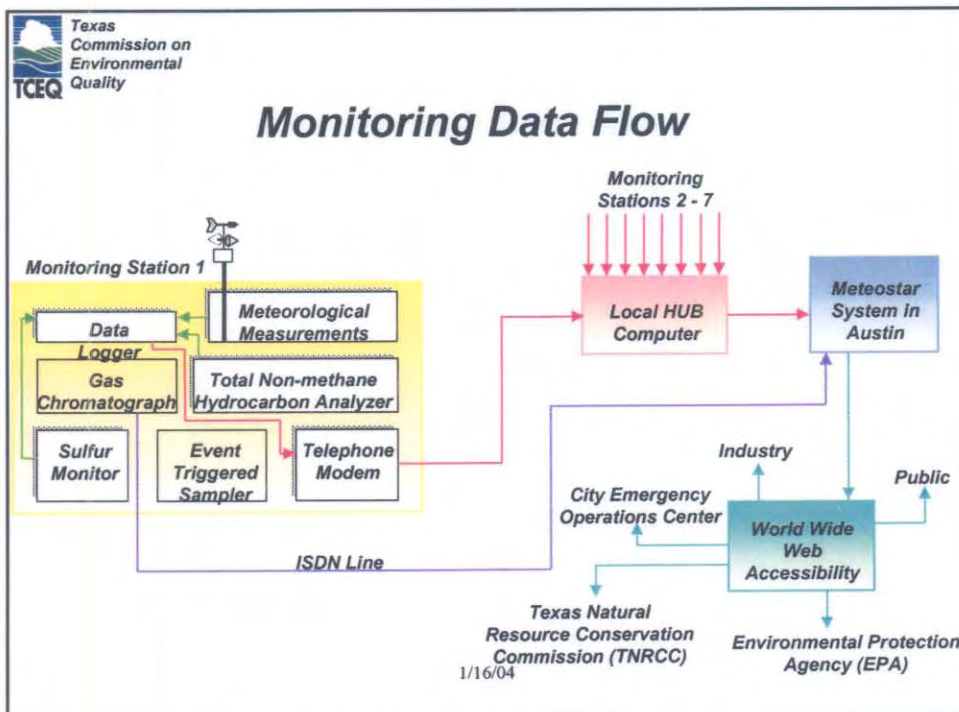 Texas
Commission on
Environmental
Quality
TCEQ
Monitoring Data Flow
Monitoring
Stations 2 - 7
Monitoring Station 1
Meteorological
Measurements
Data
Logger
Gas
Chromatograph
Total Non-methane
Hydrocarbon Analyzer
Sulfur
Monitor
Event
Triggered
Sampler
Telephone
Modem
Local HUB
Computer
Meteostar
System in
Austin
ISDN Line
Industry
Public
City Emergency
Operations Center
World Wide
Web
Accessibility
Texas Natural
Resource Conservation
Commission (TNRCC)
Environmental Protection
Agency (EPA)
1/16/04